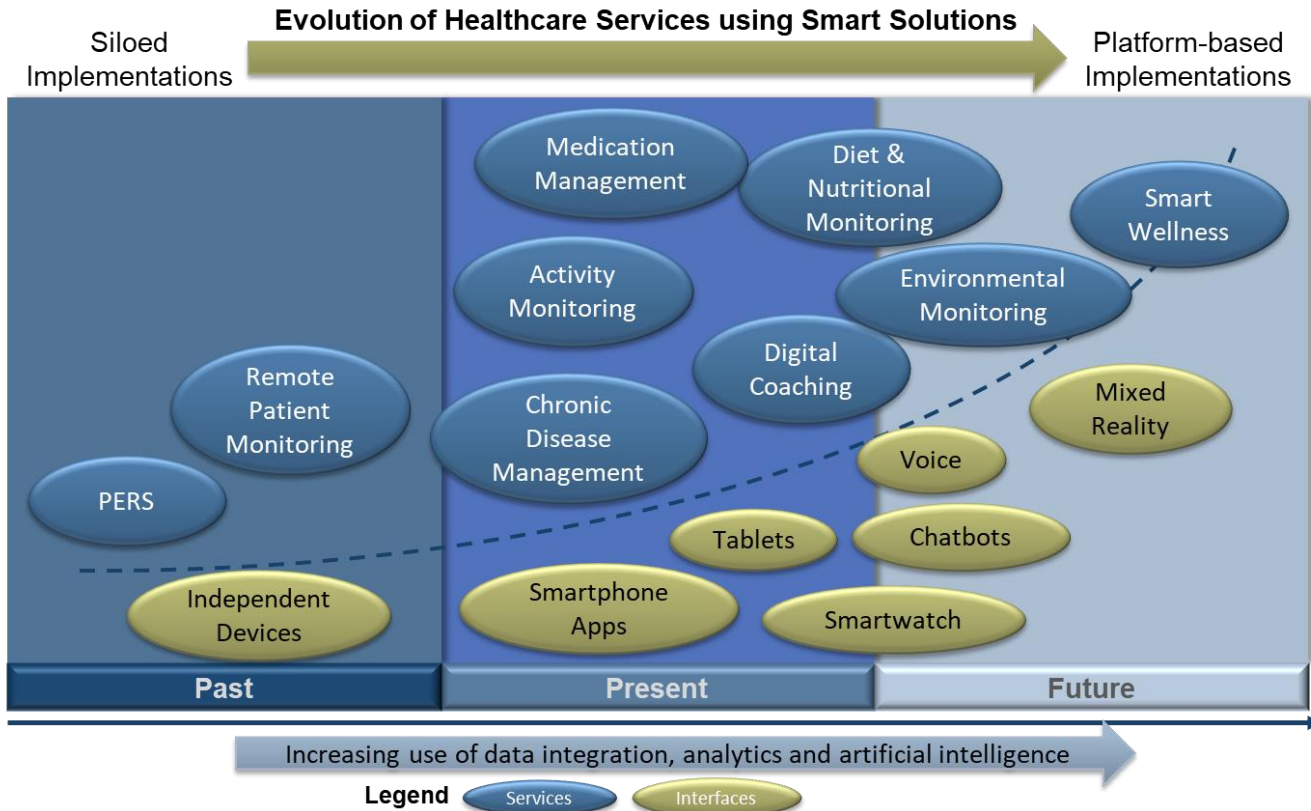 Evolution of Healthcare Services using Smart Solutions
Siloed
Implementations
Platform-based
Implementations
Medication
Management
Diet &
Nutritional
Monitoring
Smart
Wellness
Activity
Monitoring
Environmental
Monitoring
Remote
Patient
Monitoring
Digital
Coaching
Chronic
Disease
Management
Mixed
Reality
PERS
Voice
Tablets
Chatbots
Independent
Devices
Smartphone
Apps
Smartwatch
Past
Present
Future
Increasing use of data integration, analytics and artificial intelligence
Legend
Services
Interfaces